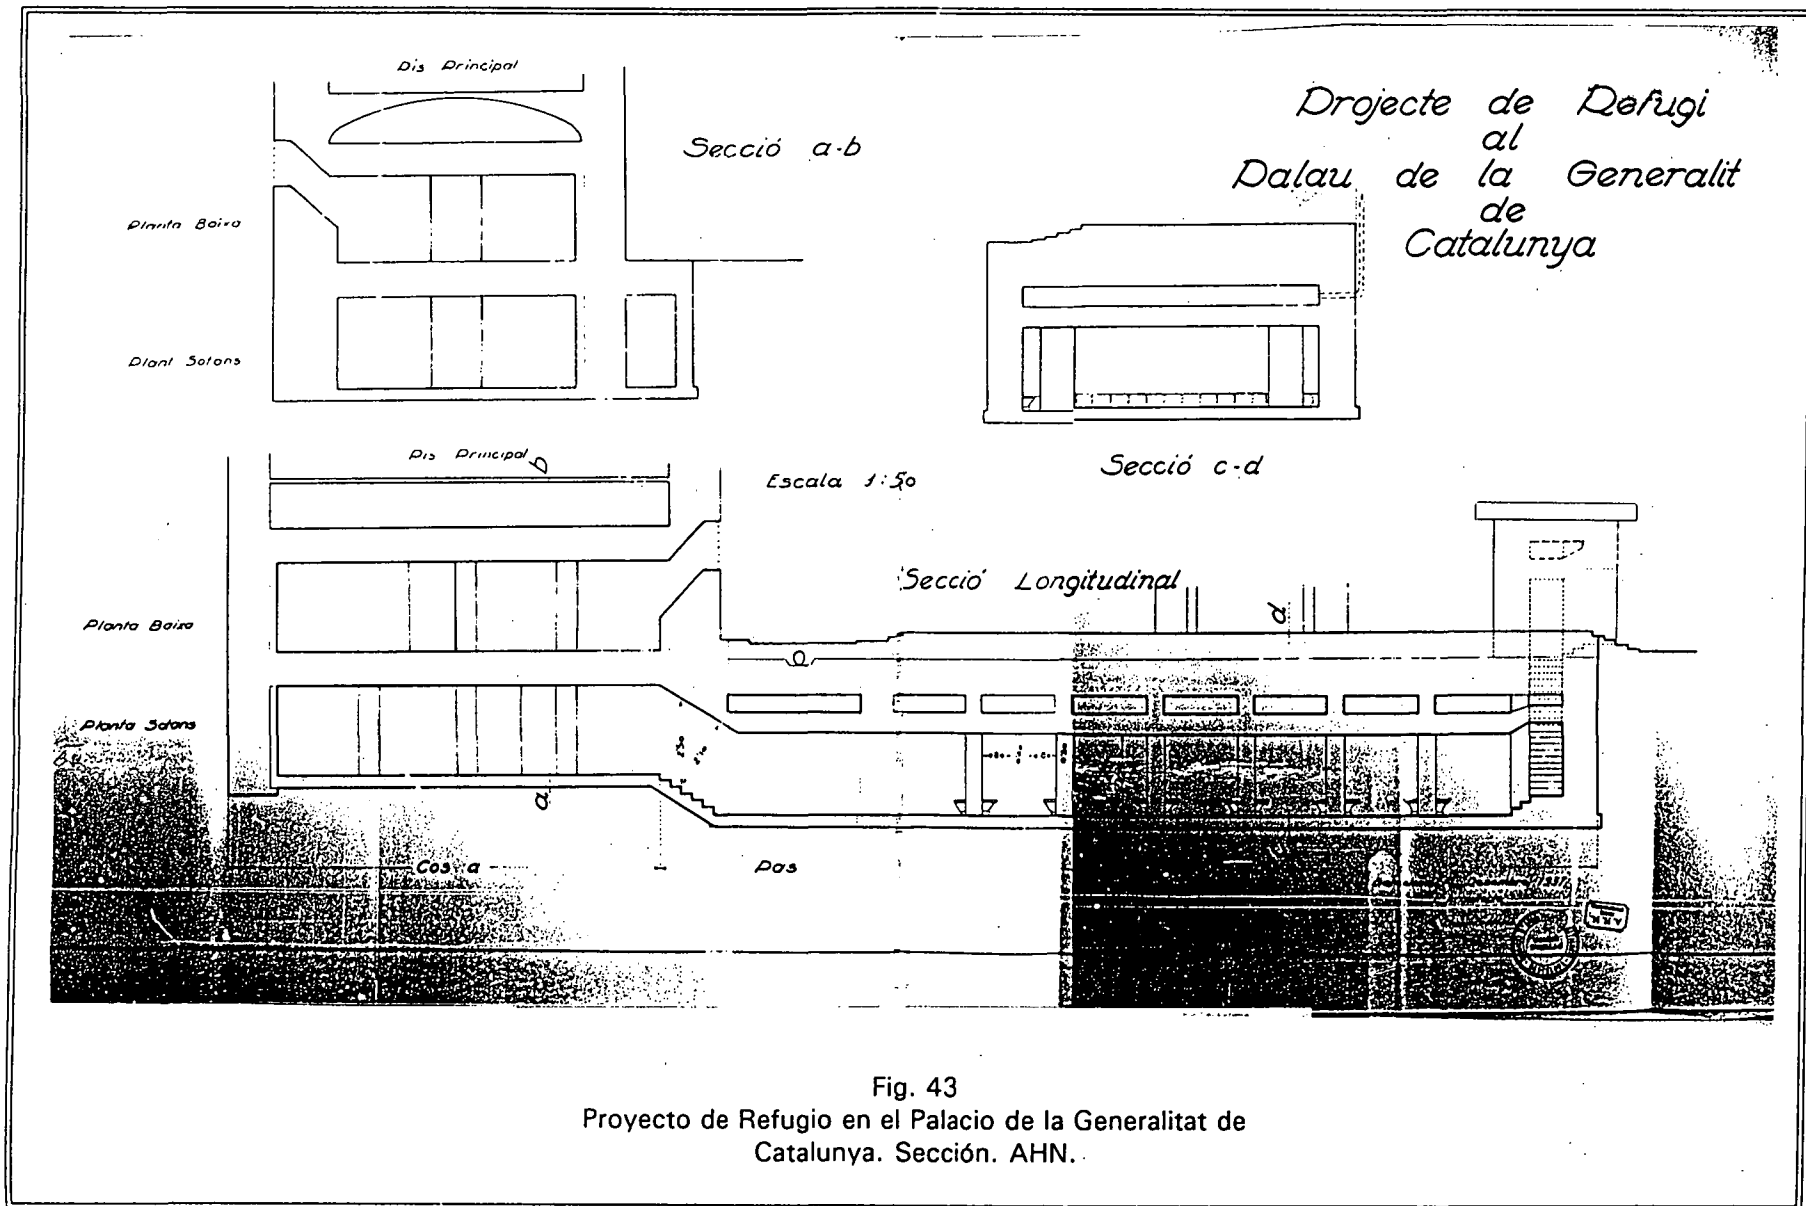 Pis Principal
Secció a-b
Planta Baixa
Plant Sotans
Projecte de Refugi
al
Palau de la Generalit
de
Catalunya
Secció c-d
Pis Principal
b
Escala 1:50
Secció Longitudinal
d
Planta Baixa
Planta Sotans
a
Cos a
Pas
Fig. 43
Proyecto de Refugio en el Palacio de la Generalitat de
Catalunya. Sección. AHN.